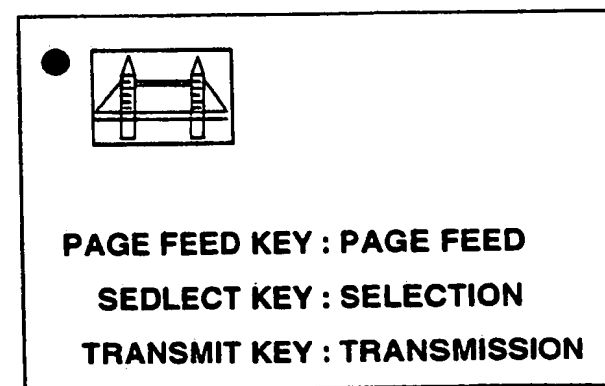 PAGE FEED KEY : PAGE FEED
SEDLECT KEY : SELECTION
TRANSMIT KEY : TRANSMISSION